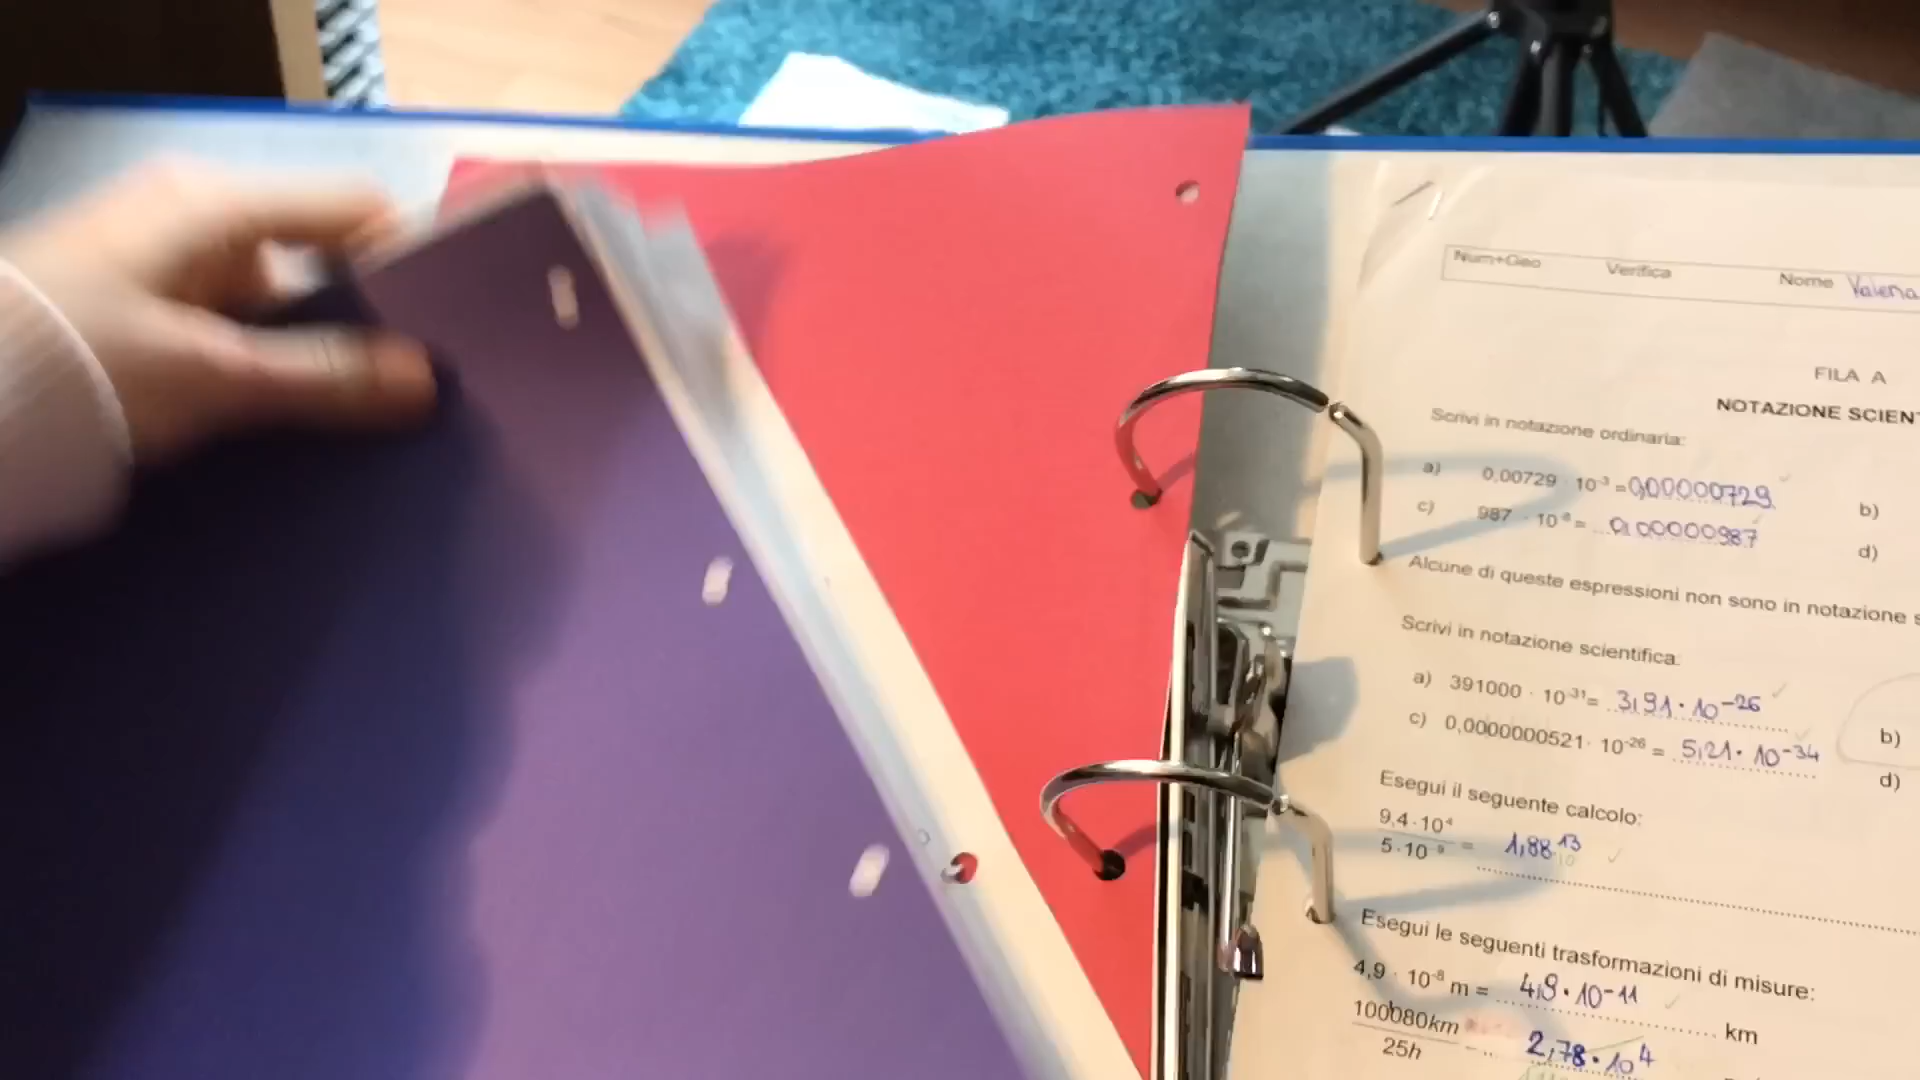 Num+Geo Verifica Nome Valeria
FILA A
NOTAZIONE SCIENT
Scrivi in notazione ordinaria:
a) 0,00729 · 10⁻³ = 0,00000729 b)
c) 987 · 10⁻⁸ = 0,00000987 d)
Alcune di queste espressioni non sono in notazione s
Scrivi in notazione scientifica:
a) 391000 · 10⁻³¹ = 3,91 · 10⁻²⁶ b)
c) 0,0000000521 · 10⁻²⁶ = 5,21 · 10⁻³⁴ d)
Esegui il seguente calcolo:
9,4 · 10⁴
5 · 10⁻⁹ = 1,88 ¹³
Esegui le seguenti trasformazioni di misure:
4,9 · 10⁻⁸ m = 4,9 · 10⁻¹¹ km
100080km
25h 2,78 · 10⁴